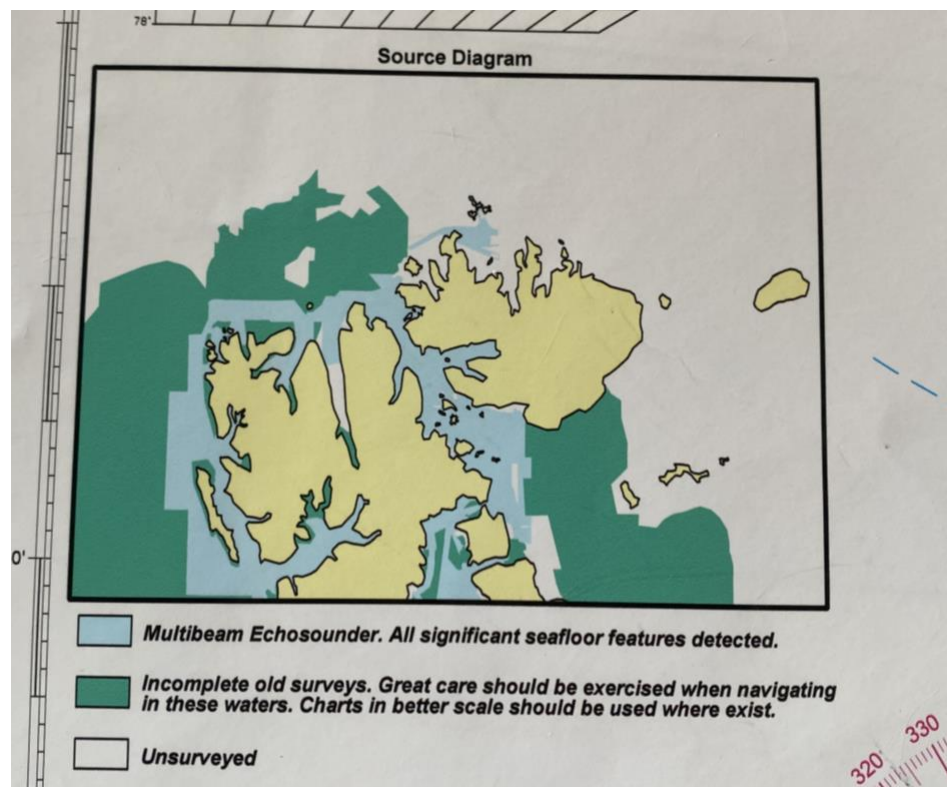 78°
Source Diagram
0'
Multibeam Echosounder. All significant seafloor features detected.
Incomplete old surveys. Great care should be exercised when navigating
in these waters. Charts in better scale should be used where exist.
Unsurveyed
320°
330